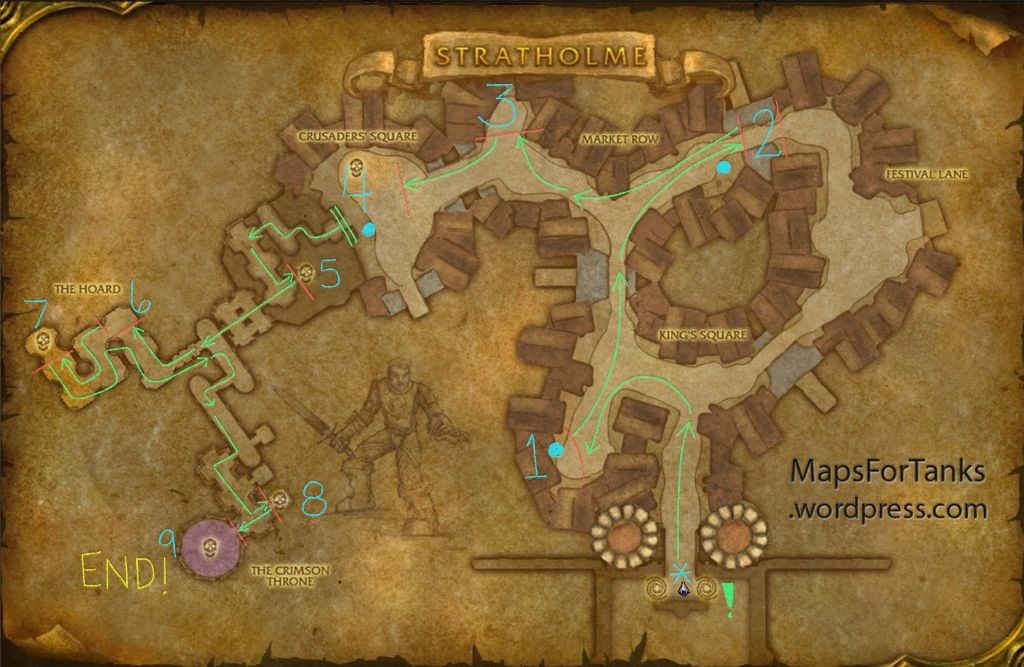 STRATHOLME
3
CRUSADERS' SQUARE
MARKET ROW
2
FESTIVAL LANE
4
5
THE HOARD
6
7
KING'S SQUARE
1
MapsForTanks
.wordpress.com
8
9
END!
THE CRIMSON
THRONE
!